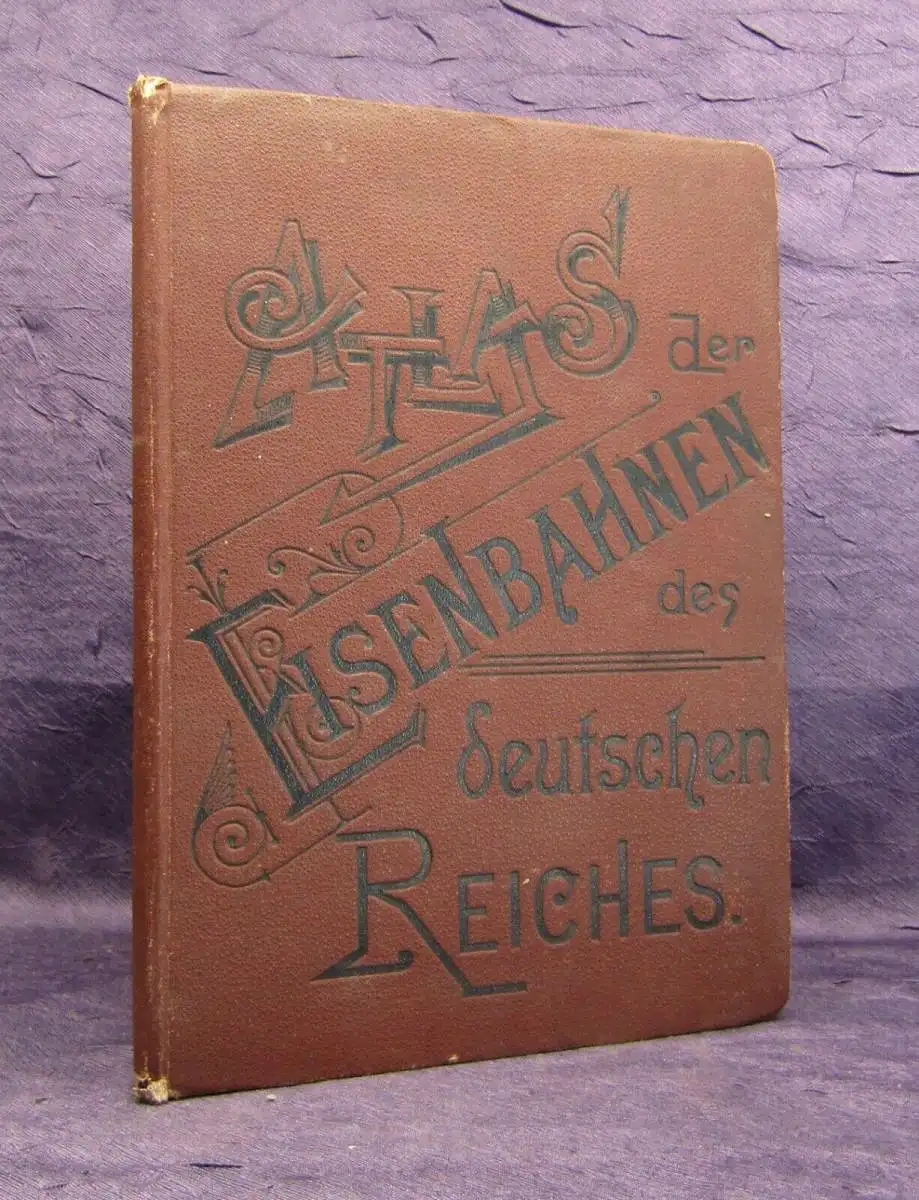 ATLAS der
EISENBAHNEN
des
deutschen
REICHES.